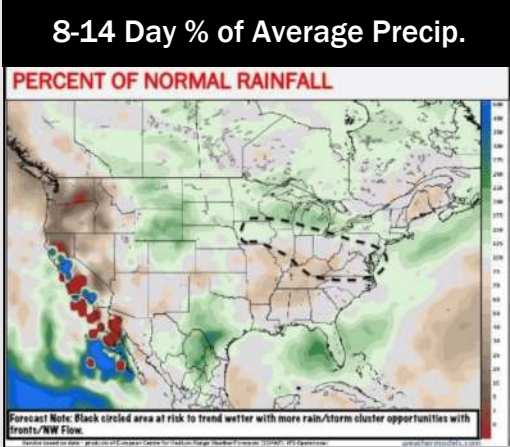 8-14 Day % of Average Precip.
PERCENT OF NORMAL RAINFALL
Forecast Note: Black circled area at risk to trend wetter with more rain/storm cluster opportunities with
fronts/NW Flow.
weathermodels.com